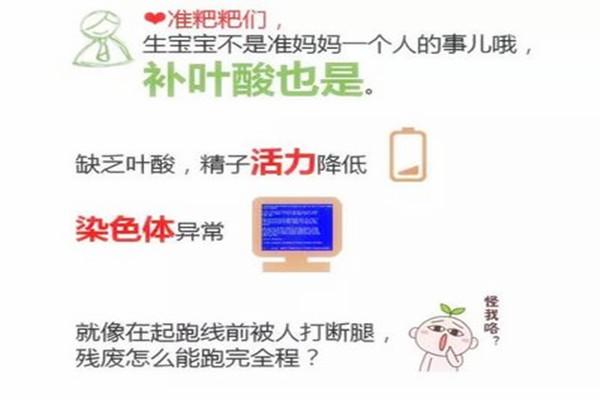 ❤准粑粑们，
生宝宝不是准妈妈一个人的事儿哦，
补叶酸也是。
缺乏叶酸，精子活力降低
染色体异常
怪我咯？
就像在起跑线前被人打断腿，
残废怎么能跑完全程？